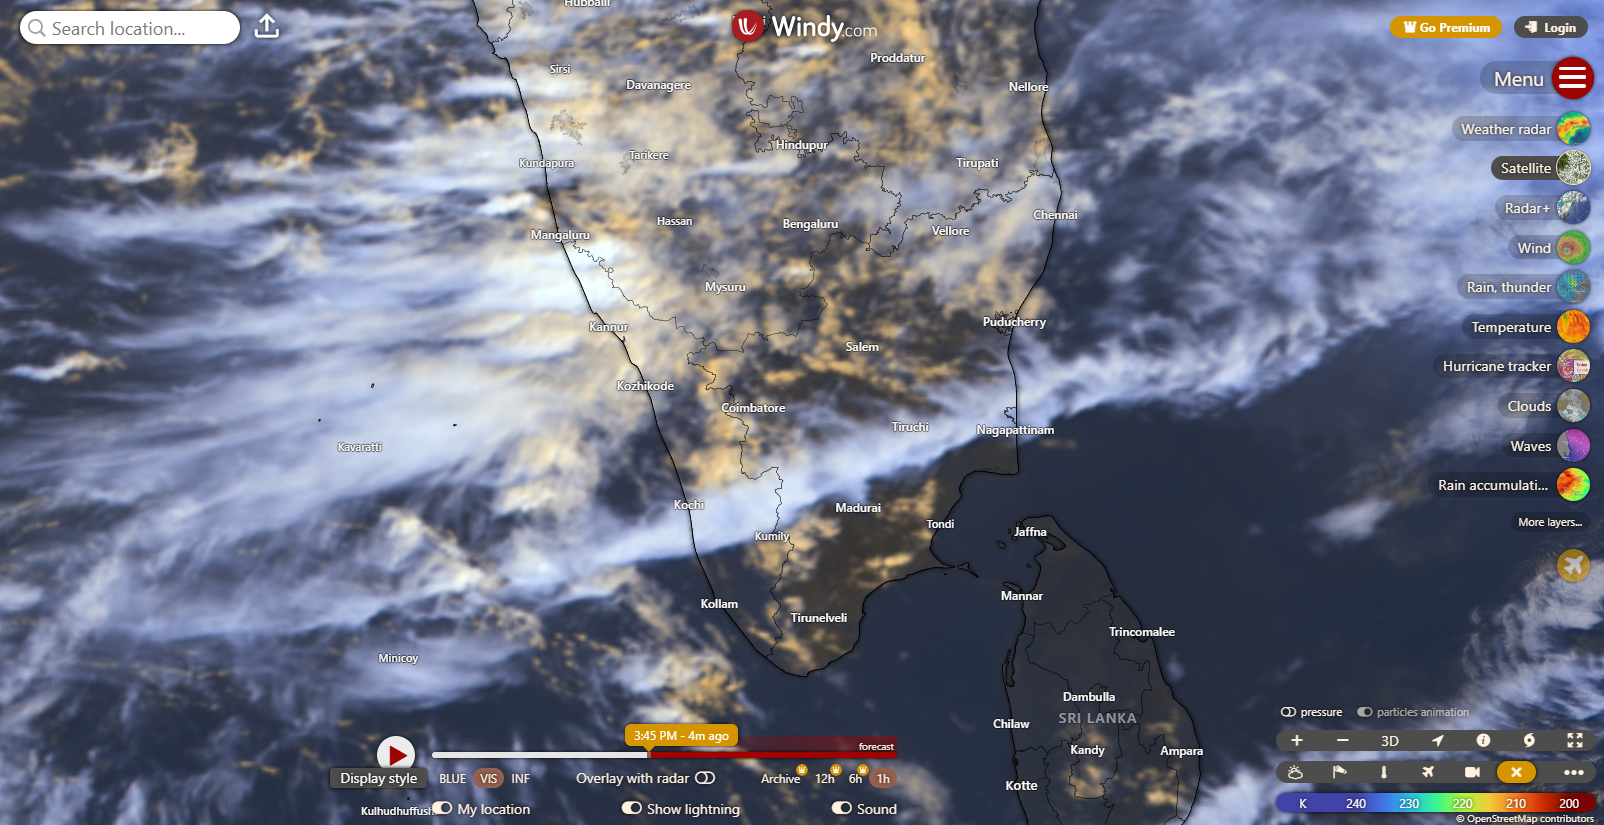 Hubballi
Search location...
Windy.com
Go Premium
Login
Proddatur
Sirsi
Davanagere
Nellore
Menu
Weather radar
Hindupur
Kundapura
Tarikere
Tirupati
Satellite
Radar+
Hassan
Bengaluru
Chennai
Vellore
Mangaluru
Wind
Mysuru
Rain, thunder
Kannur
Puducherry
Temperature
Salem
Hurricane tracker
Kozhikode
Coimbatore
Clouds
Tiruchi
Nagapattinam
Kavaratti
Waves
Rain accumulati...
Kochi
Madurai
Tondi
More layers...
Kumily
Jaffna
Mannar
Kollam
Tirunelveli
Trincomalee
Minicoy
Dambulla
SRI LANKA
pressure
particles animation
Chilaw
3:45 PM - 4m ago
forecast
Kandy
Ampara
3D
Display style
BLUE
VIS
INF
Overlay with radar
Archive
12h
6h
1h
Kotte
K
240
230
220
210
200
Kulhudhuffush
My location
Show lightning
Sound
© OpenStreetMap contributors